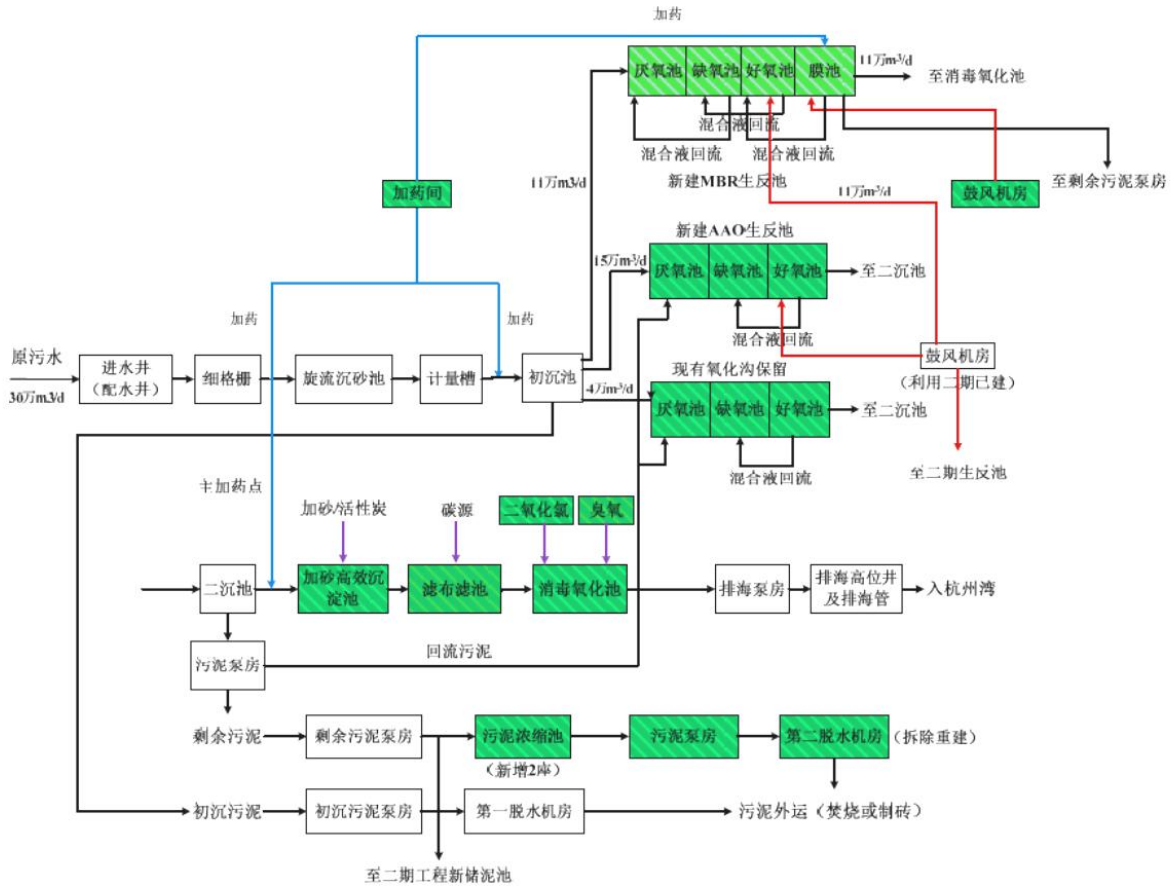 加药
厌氧池
缺氧池
好氧池
膜池
11万m³/d
至消毒氧化池
混合液回流
混合液回流
混合液回流
11万m3/d
新建MBR生反池
11万m³/d
至剩余污泥泵房
加药间
鼓风机房
新建AAO生反池
15万m³/d
厌氧池
缺氧池
好氧池
至二沉池
加药
加药
混合液回流
原污水
30万m3/d
进水井
（配水井）
细格栅
旋流沉砂池
计量槽
初沉池
4万m³/d
现有氧化沟保留
鼓风机房
（利用二期已建）
厌氧池
缺氧池
好氧池
至二沉池
混合液回流
至二期生反池
主加药点
加砂/活性炭
碳源
二氧化氯
臭氧
二沉池
加砂高效沉
淀池
滤布滤池
消毒氧化池
排海泵房
排海高位井
及排海管
入杭州湾
污泥泵房
回流污泥
剩余污泥
剩余污泥泵房
污泥浓缩池
（新增2座）
污泥泵房
第二脱水机房
（拆除重建）
初沉污泥
初沉污泥泵房
第一脱水机房
污泥外运（焚烧或制砖）
至二期工程新储泥池